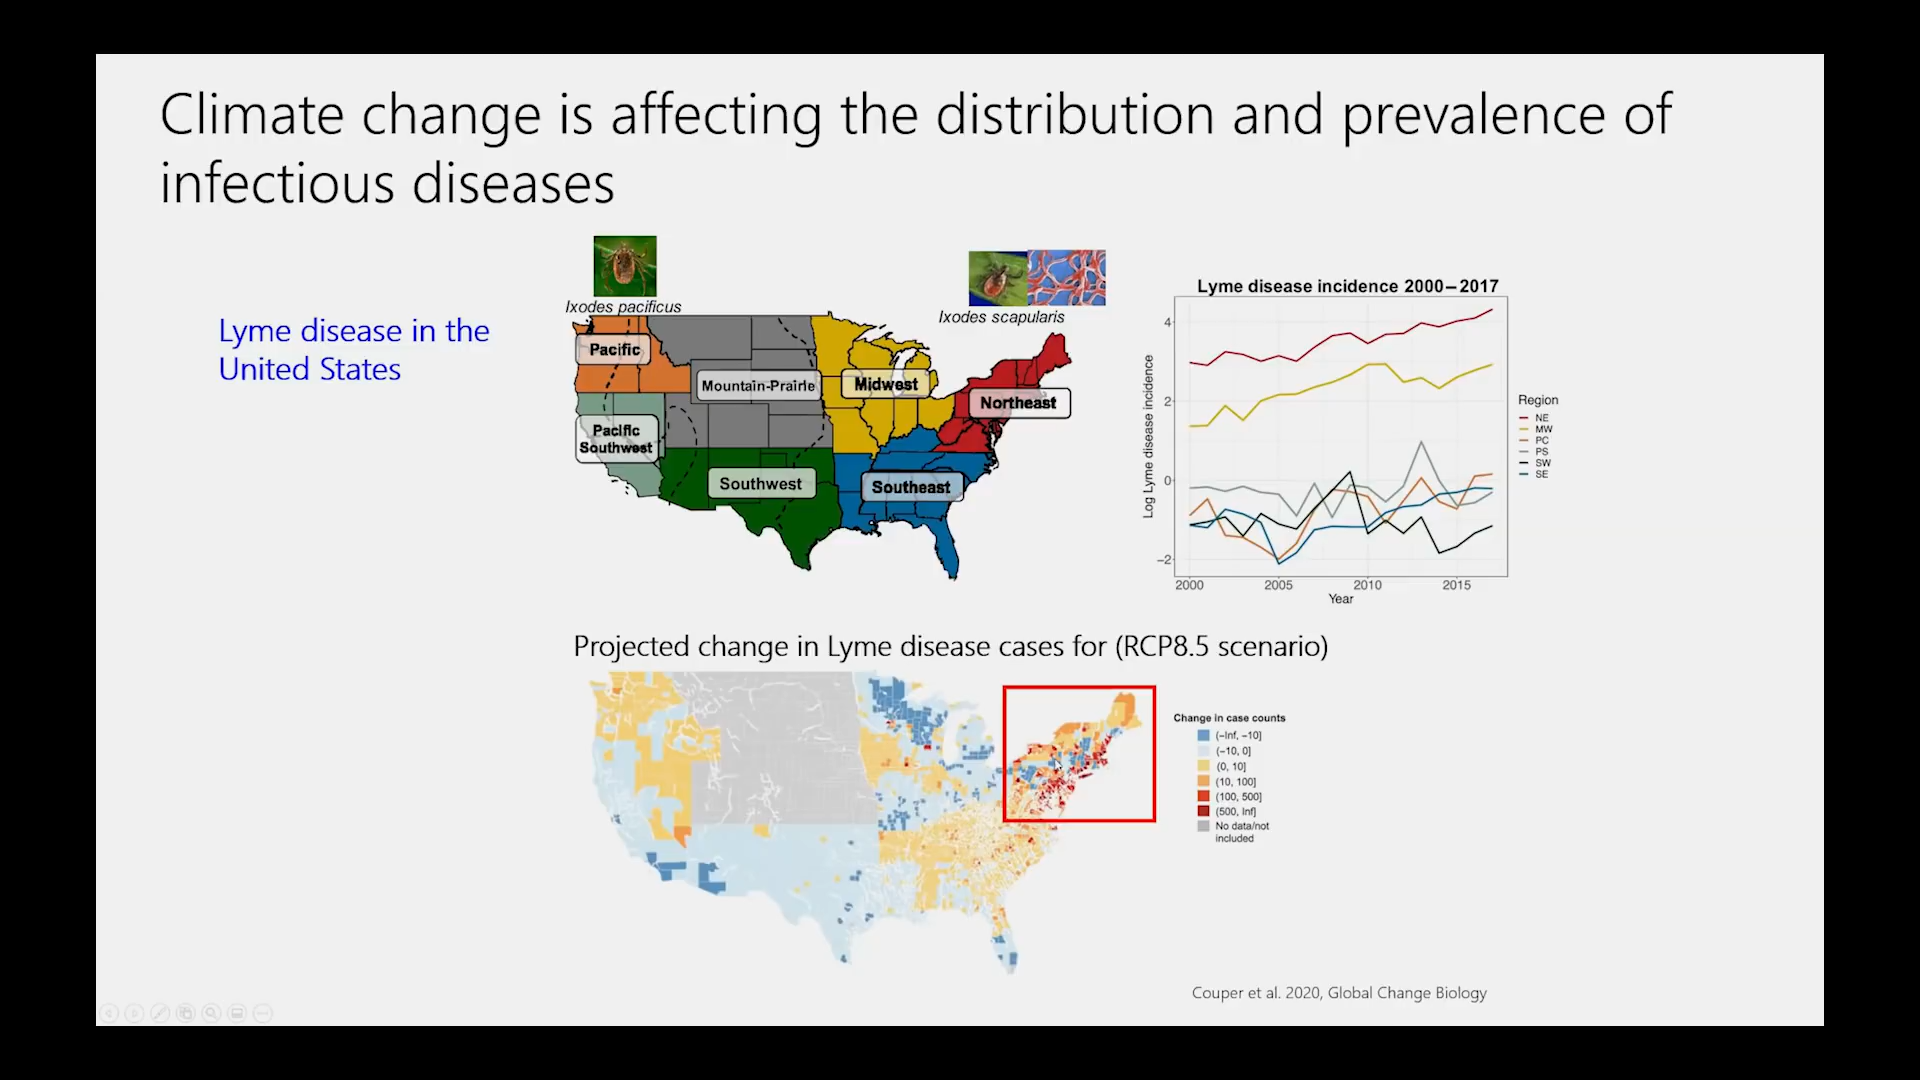 Climate change is affecting the distribution and prevalence of
infectious diseases
Lyme disease in the
United States
Ixodes pacificus
Ixodes scapularis
Pacific
Mountain-Prairie
Midwest
Northeast
Pacific
Southwest
Southwest
Southeast
Lyme disease incidence 2000–2017
Log Lyme disease incidence
4
2
0
−2
2000
2005
2010
2015
Year
Region
NE
MW
PC
PS
SW
SE
Projected change in Lyme disease cases for (RCP8.5 scenario)
Change in case counts
(−Inf, −10]
(−10, 0]
(0, 10]
(10, 100]
(100, 500]
(500, Inf]
No data/not
included
Couper et al. 2020, Global Change Biology